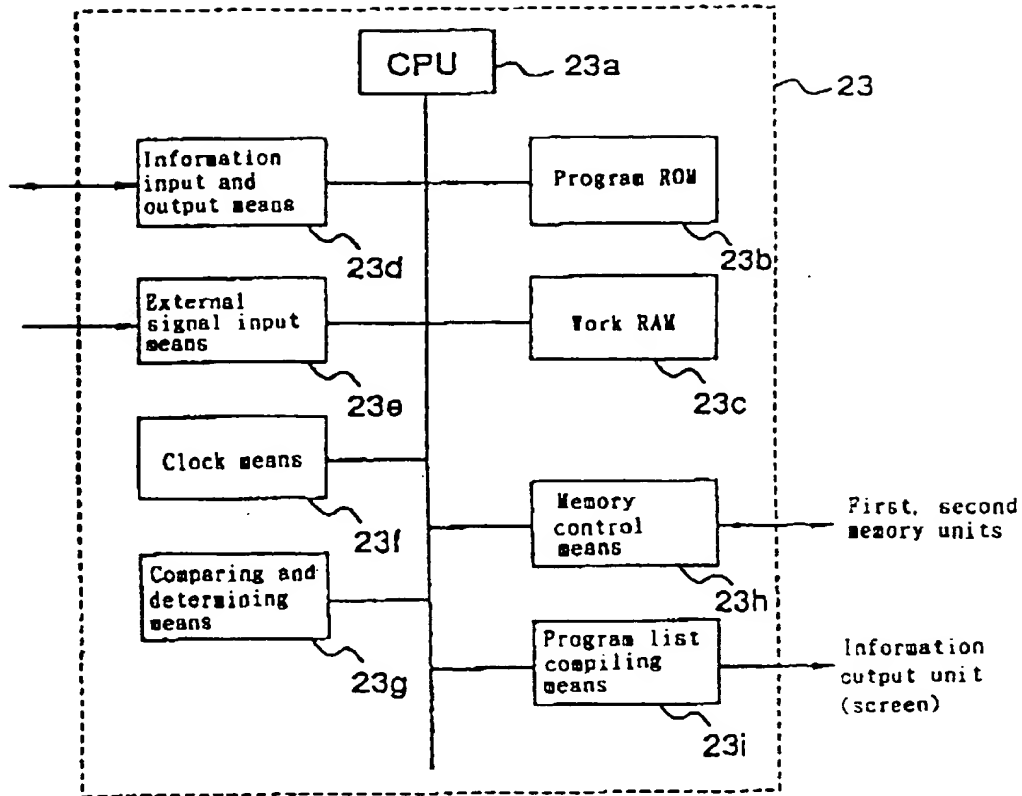 CPU
23a
23
Information
input and
output means
23d
Program ROM
23b
External
signal input
means
23e
Work RAM
23c
Clock means
23f
Memory
control
means
23h
First, second
memory units
Comparing and
determining
means
23g
Program list
compiling
means
23i
Information
output unit
(screen)